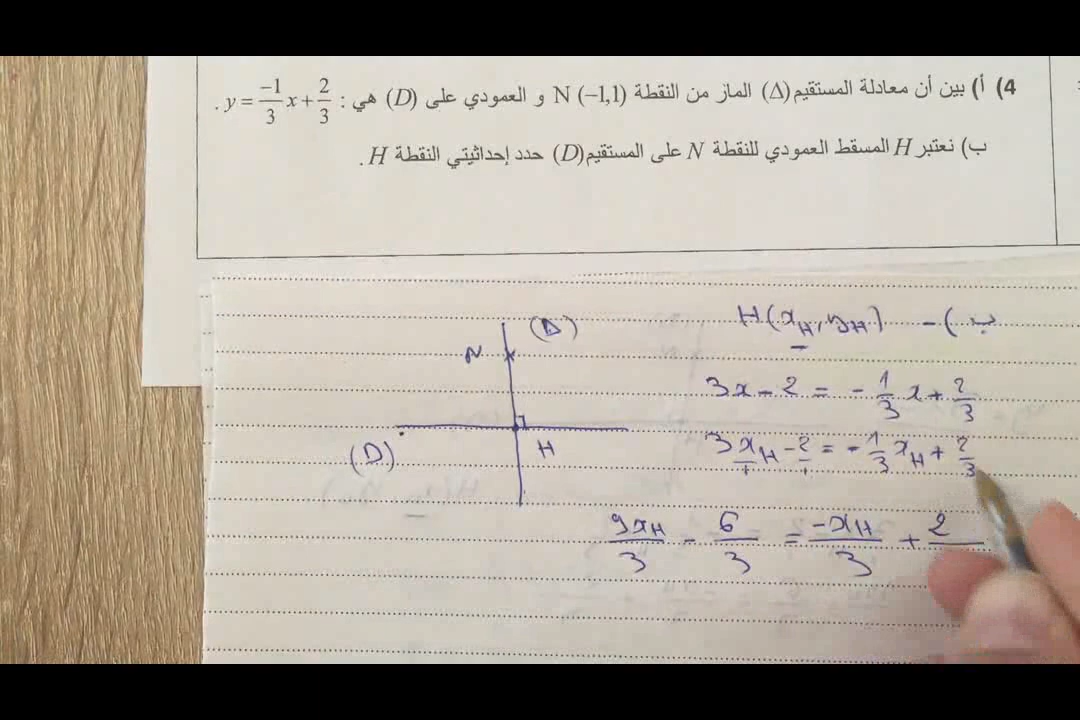 4) أ) بين أن معادلة المستقيم (Δ) المار من النقطة N (−1,1) و العمودي على (D) هي : y = −1/3 x + 2/3 .
ب) نعتبر H المسقط العمودي للنقطة N على المستقيم (D) حدد إحداثيتي النقطة H .
ب) - H(x_H, y_H)
(Δ)
N
3x − 2 = − 1/3 x + 2/3
(D)
H
3x_H/1 − 2/1 = − 1/3 x_H + 2/3
9x_H/3 − 6/3 = −x_H/3 + 2/